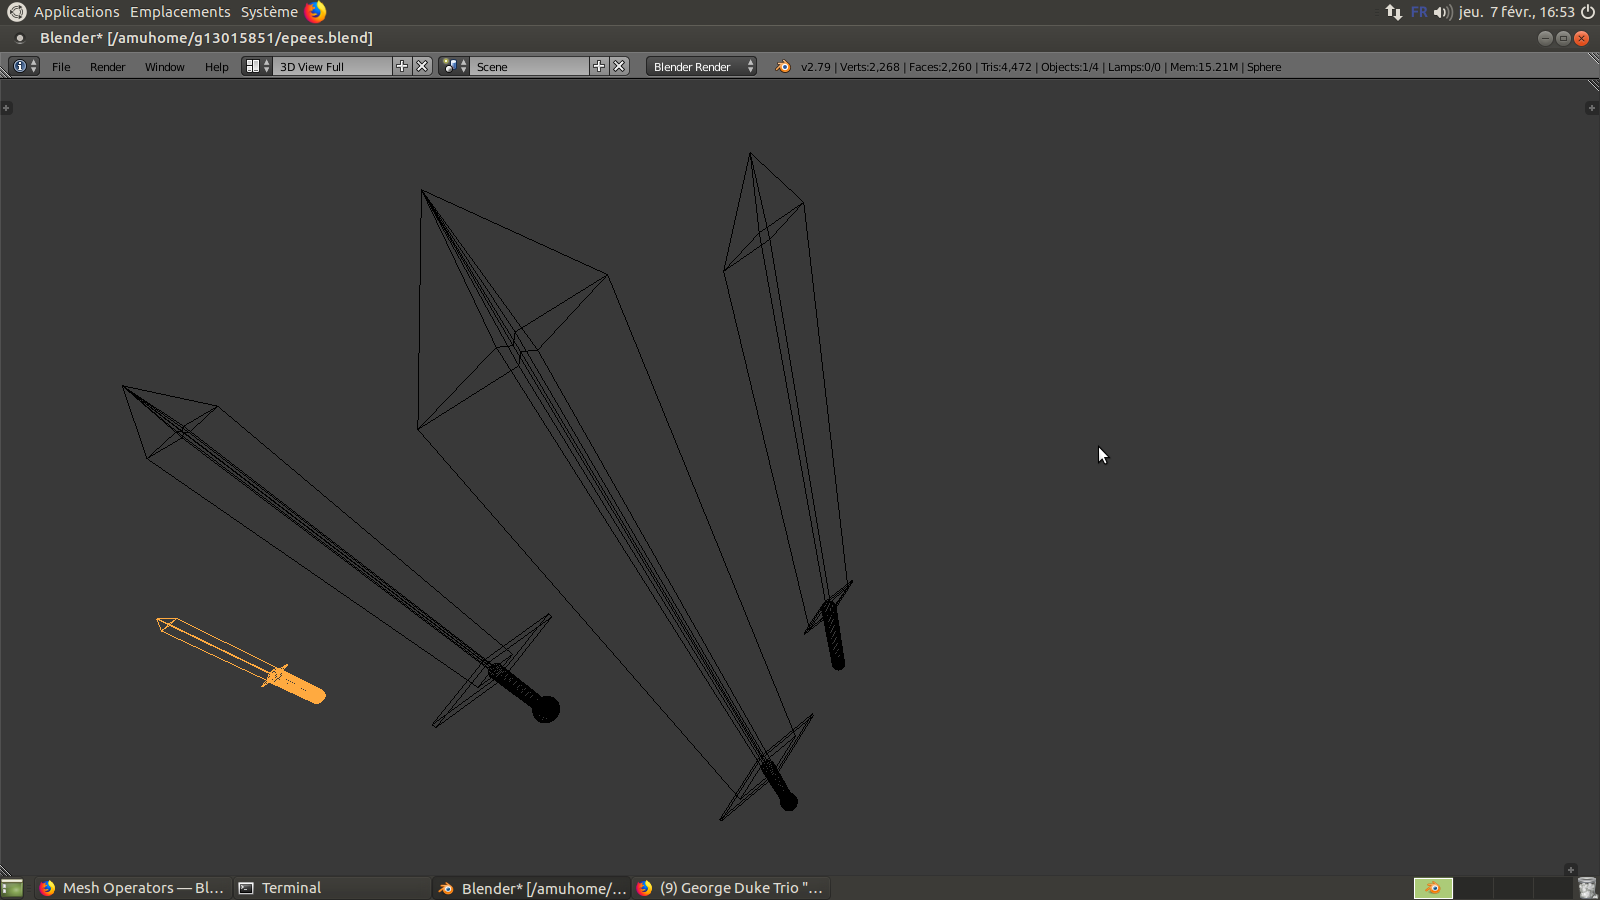 Applications Emplacements Système FR jeu. 7 févr., 16:53
Blender* [/amuhome/g13015851/epees.blend]
File Render Window Help 3D View Full Scene Blender Render v2.79 | Verts:2,268 | Faces:2,260 | Tris:4,472 | Objects:1/4 | Lamps:0/0 | Mem:15.21M | Sphere
Mesh Operators — Bl... Terminal Blender* [/amuhome/... (9) George Duke Trio "...